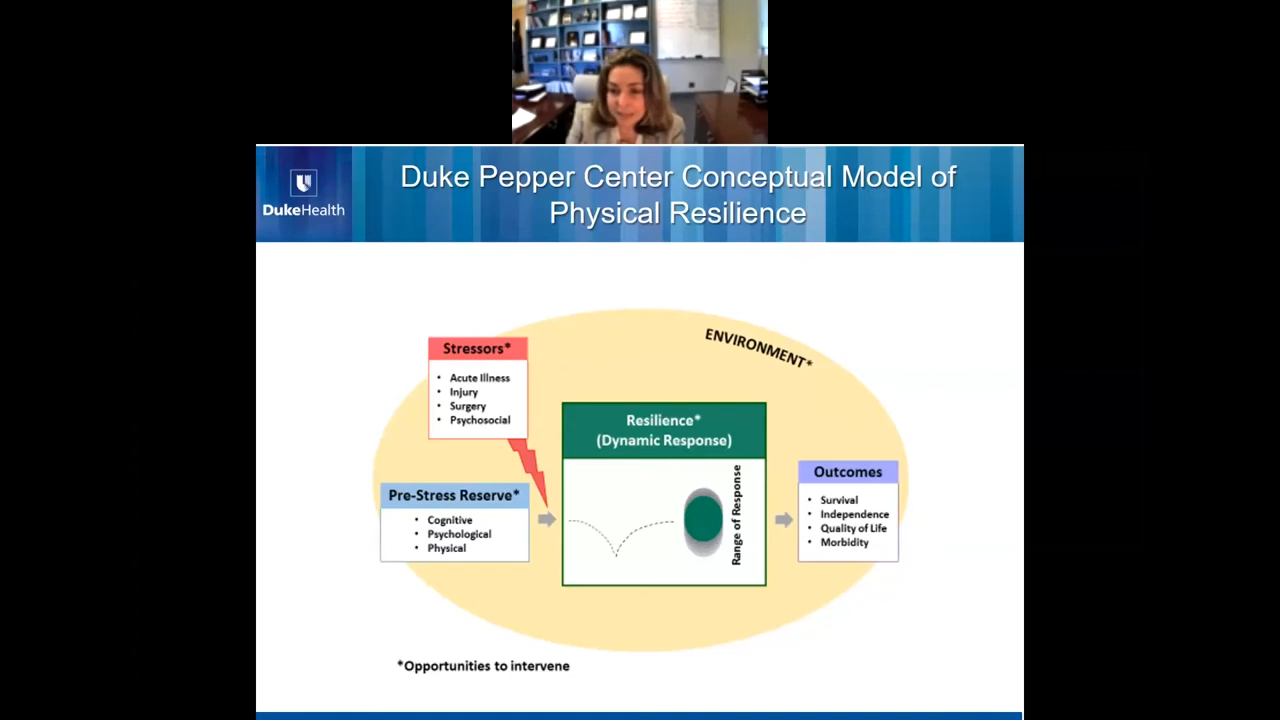 Duke Pepper Center Conceptual Model of
Physical Resilience
DukeHealth
ENVIRONMENT*
Stressors*
• Acute Illness
• Injury
• Surgery
• Psychosocial
Resilience*
(Dynamic Response)
Range of Response
Pre-Stress Reserve*
• Cognitive
• Psychological
• Physical
Outcomes
• Survival
• Independence
• Quality of Life
• Morbidity
*Opportunities to intervene